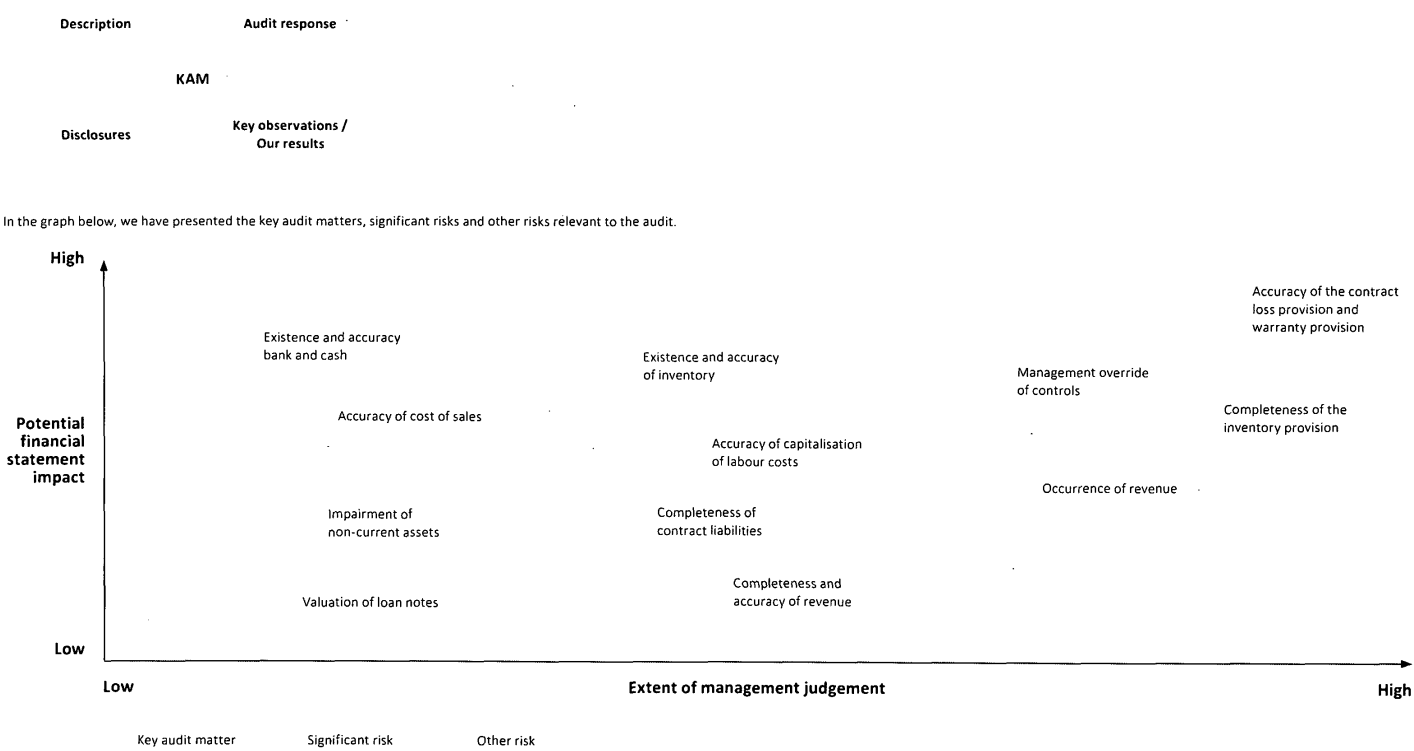 Description
Audit response
KAM
Disclosures
Key observations /
Our results
In the graph below, we have presented the key audit matters, significant risks and other risks relevant to the audit.
High
Accuracy of the contract
loss provision and
warranty provision
Existence and accuracy
bank and cash
Existence and accuracy
of inventory
Management override
of controls
Accuracy of cost of sales
Completeness of the
inventory provision
Potential
financial
statement
impact
Accuracy of capitalisation
of labour costs
Occurrence of revenue
Impairment of
non-current assets
Completeness of
contract liabilities
Completeness and
accuracy of revenue
Valuation of loan notes
Low
Low
Extent of management judgement
High
Key audit matter
Significant risk
Other risk